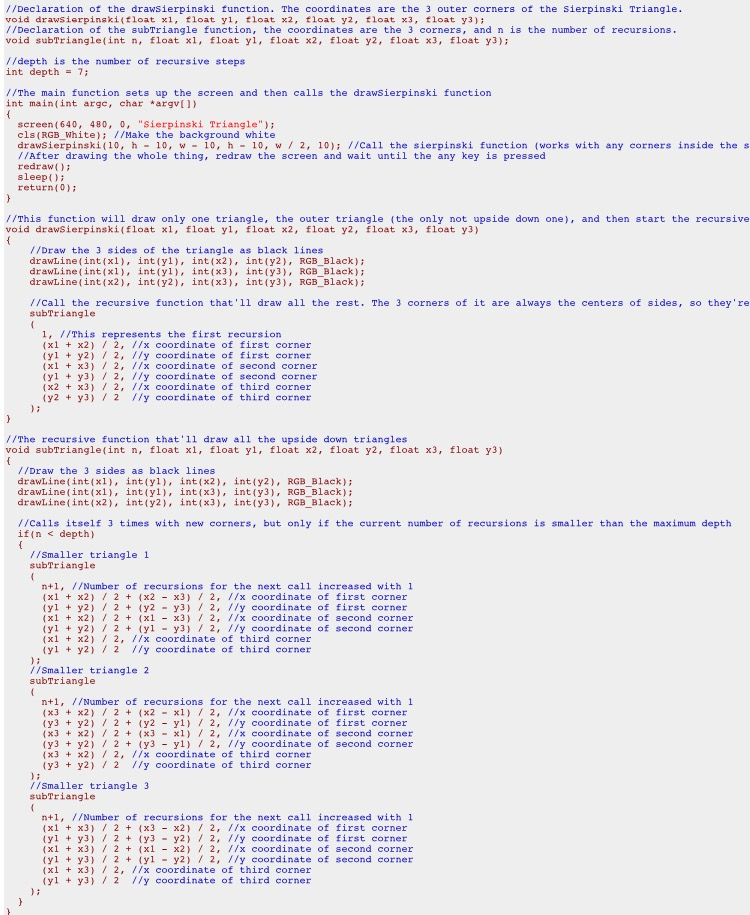 //Declaration of the drawSierpinski function. The coordinates are the 3 outer corners of the Sierpinski Triangle.
void drawSierpinski(float x1, float y1, float x2, float y2, float x3, float y3);
//Declaration of the subTriangle function, the coordinates are the 3 corners, and n is the number of recursions.
void subTriangle(int n, float x1, float y1, float x2, float y2, float x3, float y3);

//depth is the number of recursive steps
int depth = 7;

//The main function sets up the screen and then calls the drawSierpinski function
int main(int argc, char *argv[])
{
  screen(640, 480, 0, "Sierpinski Triangle");
  cls(RGB_White); //Make the background white
  drawSierpinski(10, h - 10, w - 10, h - 10, w / 2, 10); //Call the sierpinski function (works with any corners inside the s
  //After drawing the whole thing, redraw the screen and wait until the any key is pressed
  redraw();
  sleep();
  return(0);
}

//This function will draw only one triangle, the outer triangle (the only not upside down one), and then start the recursive
void drawSierpinski(float x1, float y1, float x2, float y2, float x3, float y3)
{
    //Draw the 3 sides of the triangle as black lines
    drawLine(int(x1), int(y1), int(x2), int(y2), RGB_Black);
    drawLine(int(x1), int(y1), int(x3), int(y3), RGB_Black);
    drawLine(int(x2), int(y2), int(x3), int(y3), RGB_Black);

    //Call the recursive function that'll draw all the rest. The 3 corners of it are always the centers of sides, so they're
    subTriangle
    (
      1, //This represents the first recursion
      (x1 + x2) / 2, //x coordinate of first corner
      (y1 + y2) / 2, //y coordinate of first corner
      (x1 + x3) / 2, //x coordinate of second corner
      (y1 + y3) / 2, //y coordinate of second corner
      (x2 + x3) / 2, //x coordinate of third corner
      (y2 + y3) / 2  //y coordinate of third corner
    );
}

//The recursive function that'll draw all the upside down triangles
void subTriangle(int n, float x1, float y1, float x2, float y2, float x3, float y3)
{
  //Draw the 3 sides as black lines
  drawLine(int(x1), int(y1), int(x2), int(y2), RGB_Black);
  drawLine(int(x1), int(y1), int(x3), int(y3), RGB_Black);
  drawLine(int(x2), int(y2), int(x3), int(y3), RGB_Black);

  //Calls itself 3 times with new corners, but only if the current number of recursions is smaller than the maximum depth
  if(n < depth)
  {
    //Smaller triangle 1
    subTriangle
    (
      n+1, //Number of recursions for the next call increased with 1
      (x1 + x2) / 2 + (x2 - x3) / 2, //x coordinate of first corner
      (y1 + y2) / 2 + (y2 - y3) / 2, //y coordinate of first corner
      (x1 + x2) / 2 + (x1 - x3) / 2, //x coordinate of second corner
      (y1 + y2) / 2 + (y1 - y3) / 2, //y coordinate of second corner
      (x1 + x2) / 2, //x coordinate of third corner
      (y1 + y2) / 2  //y coordinate of third corner
    );
    //Smaller triangle 2
    subTriangle
    (
      n+1, //Number of recursions for the next call increased with 1
      (x3 + x2) / 2 + (x2 - x1) / 2, //x coordinate of first corner
      (y3 + y2) / 2 + (y2 - y1) / 2, //y coordinate of first corner
      (x3 + x2) / 2 + (x3 - x1) / 2, //x coordinate of second corner
      (y3 + y2) / 2 + (y3 - y1) / 2, //y coordinate of second corner
      (x3 + x2) / 2, //x coordinate of third corner
      (y3 + y2) / 2  //y coordinate of third corner
    );
    //Smaller triangle 3
    subTriangle
    (
      n+1, //Number of recursions for the next call increased with 1
      (x1 + x3) / 2 + (x3 - x2) / 2, //x coordinate of first corner
      (y1 + y3) / 2 + (y3 - y2) / 2, //y coordinate of first corner
      (x1 + x3) / 2 + (x1 - x2) / 2, //x coordinate of second corner
      (y1 + y3) / 2 + (y1 - y2) / 2, //y coordinate of second corner
      (x1 + x3) / 2, //x coordinate of third corner
      (y1 + y3) / 2  //y coordinate of third corner
    );
  }
}